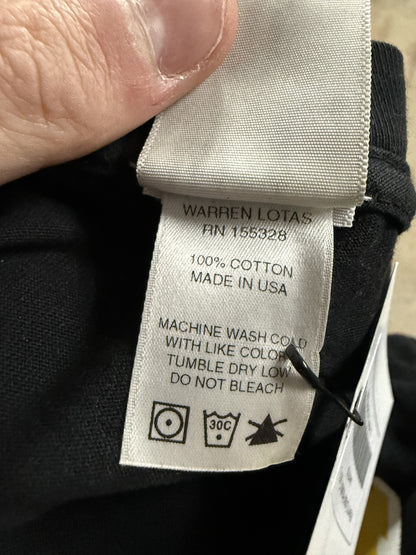 WARREN LOTAS
RN 155328
100% COTTON
MADE IN USA
MACHINE WASH COLD
WITH LIKE COLORS
TUMBLE DRY LOW
DO NOT BLEACH
30C